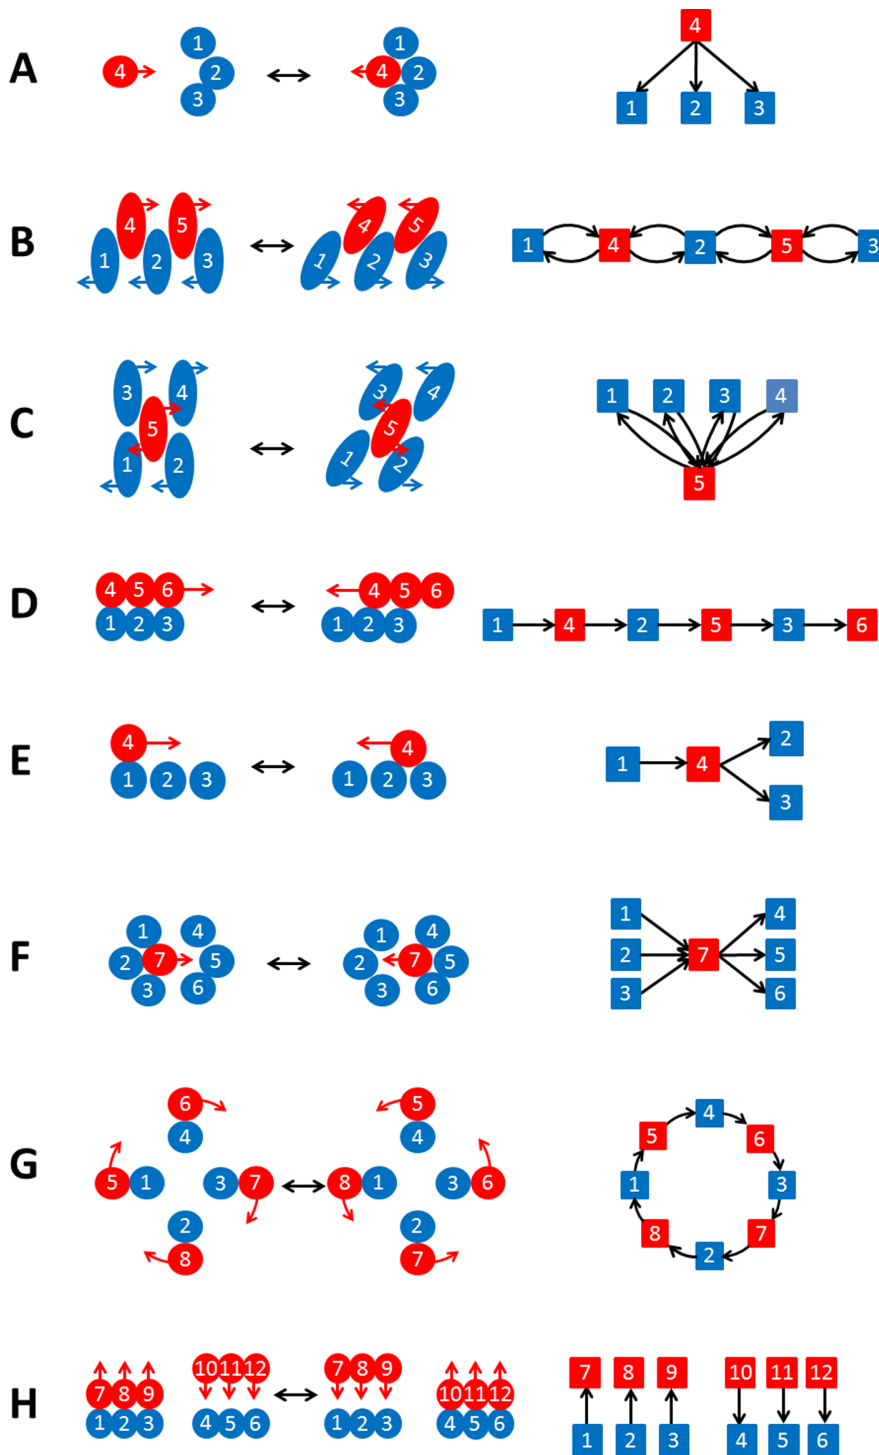 A
4 1 2 3 4 1 2 3
4
1 2 3
B
4 5 4 5
1 2 3 1 2 3
1 4 2 5 3
C
3 4 3 4
5 5
1 2 1 2
1 2 3 4
5
D
4 5 6 4 5 6
1 2 3 1 2 3
1 4 2 5 3 6
E
4 4
1 2 3 1 2 3
1 4 2
3
F
1 4 1 4
2 7 5 2 7 5
3 6 3 6
1 4
2 7 5
3 6
G
6 5
4 4
5 1 3 7 8 1 3 6
2 2
8 7
4
5 6
1 3
8 7
2
H
7 8 9 10 11 12 7 8 9 10 11 12
1 2 3 4 5 6 1 2 3 4 5 6
7 8 9 10 11 12
1 2 3 4 5 6